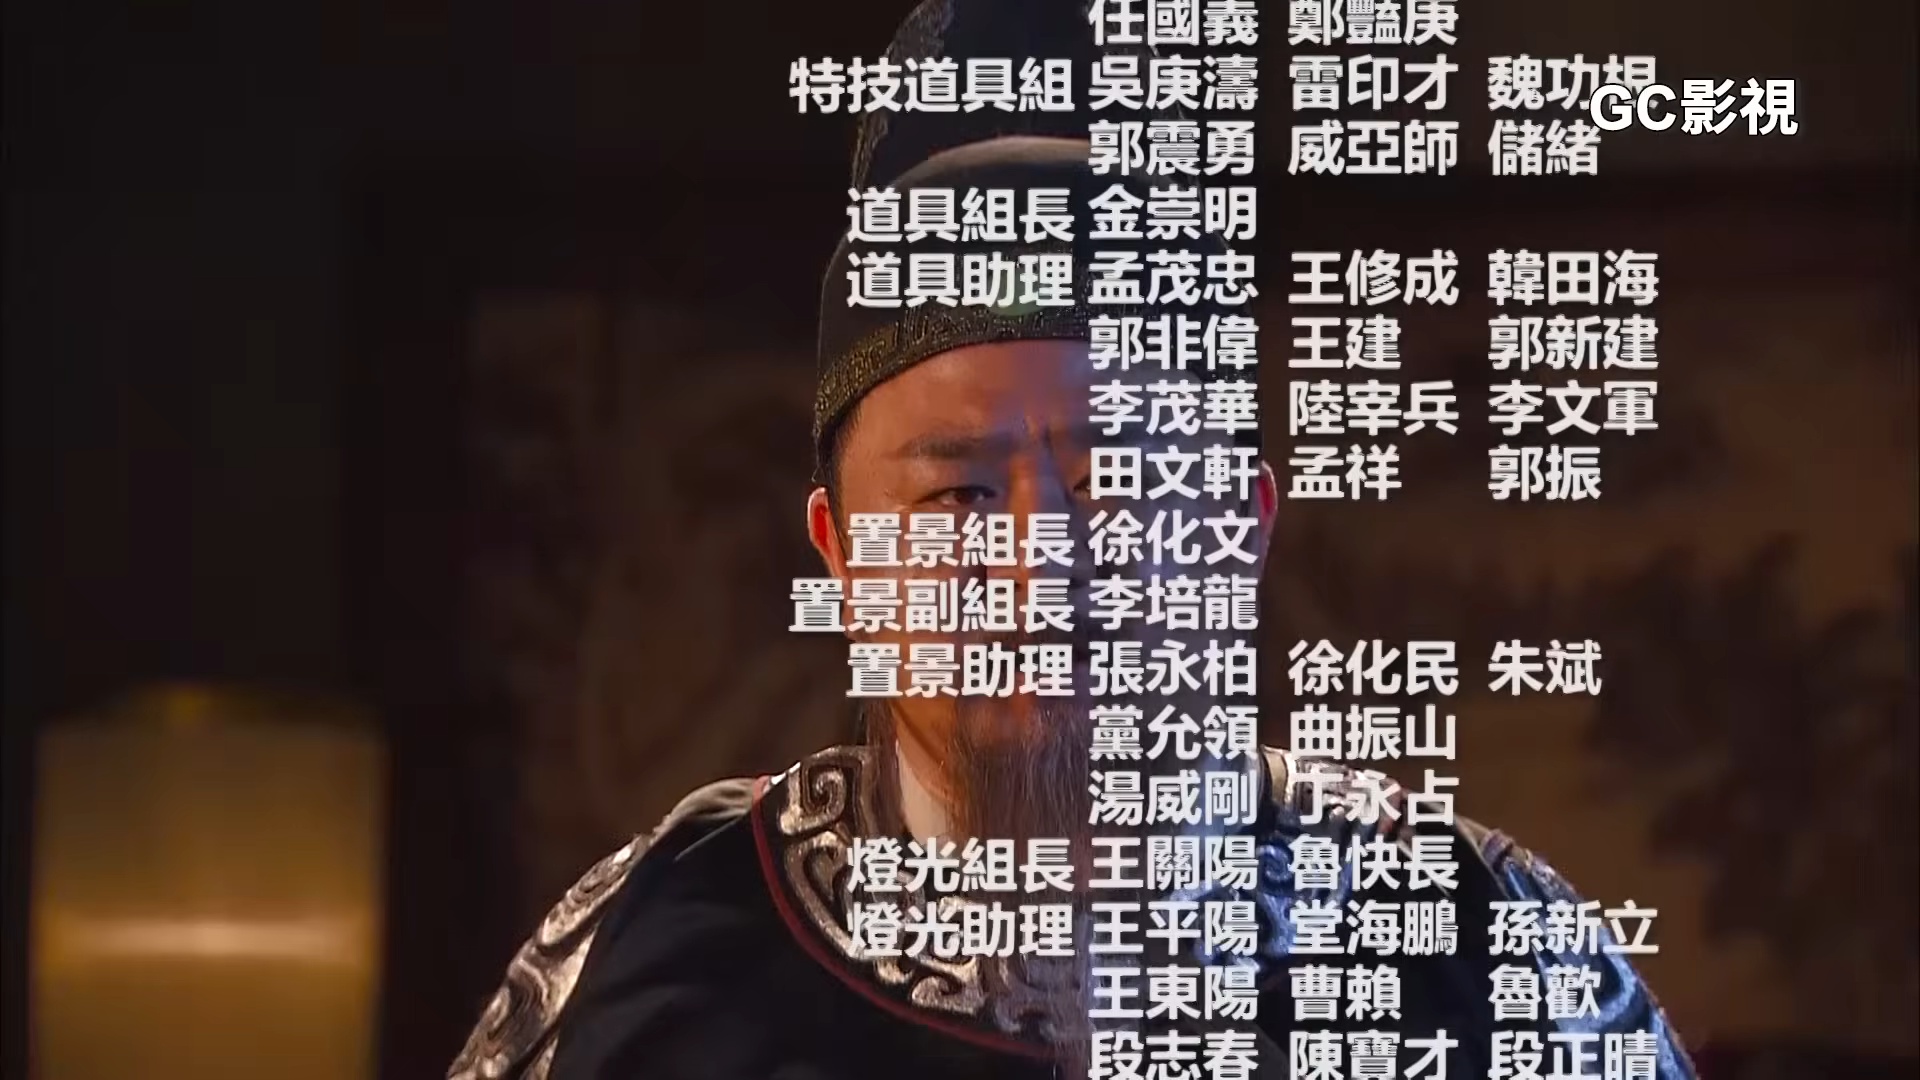 任國義 鄭豔庚
特技道具組 吳庚濤 雷印才 魏功根
GC影視
郭震勇 威亞師 儲緒
道具組長 金崇明
道具助理 孟茂忠 王修成 韓田海
郭非偉 王建 郭新建
李茂華 陸宰兵 李文軍
田文軒 孟祥 郭振
置景組長 徐化文
置景副組長 李培龍
置景助理 張永柏 徐化民 朱斌
黨允領 曲振山
湯威剛 丁永占
燈光組長 王關陽 魯快長
燈光助理 王平陽 堂海鵬 孫新立
王東陽 曹賴 魯歡
段志春 陳寶才 段正晴